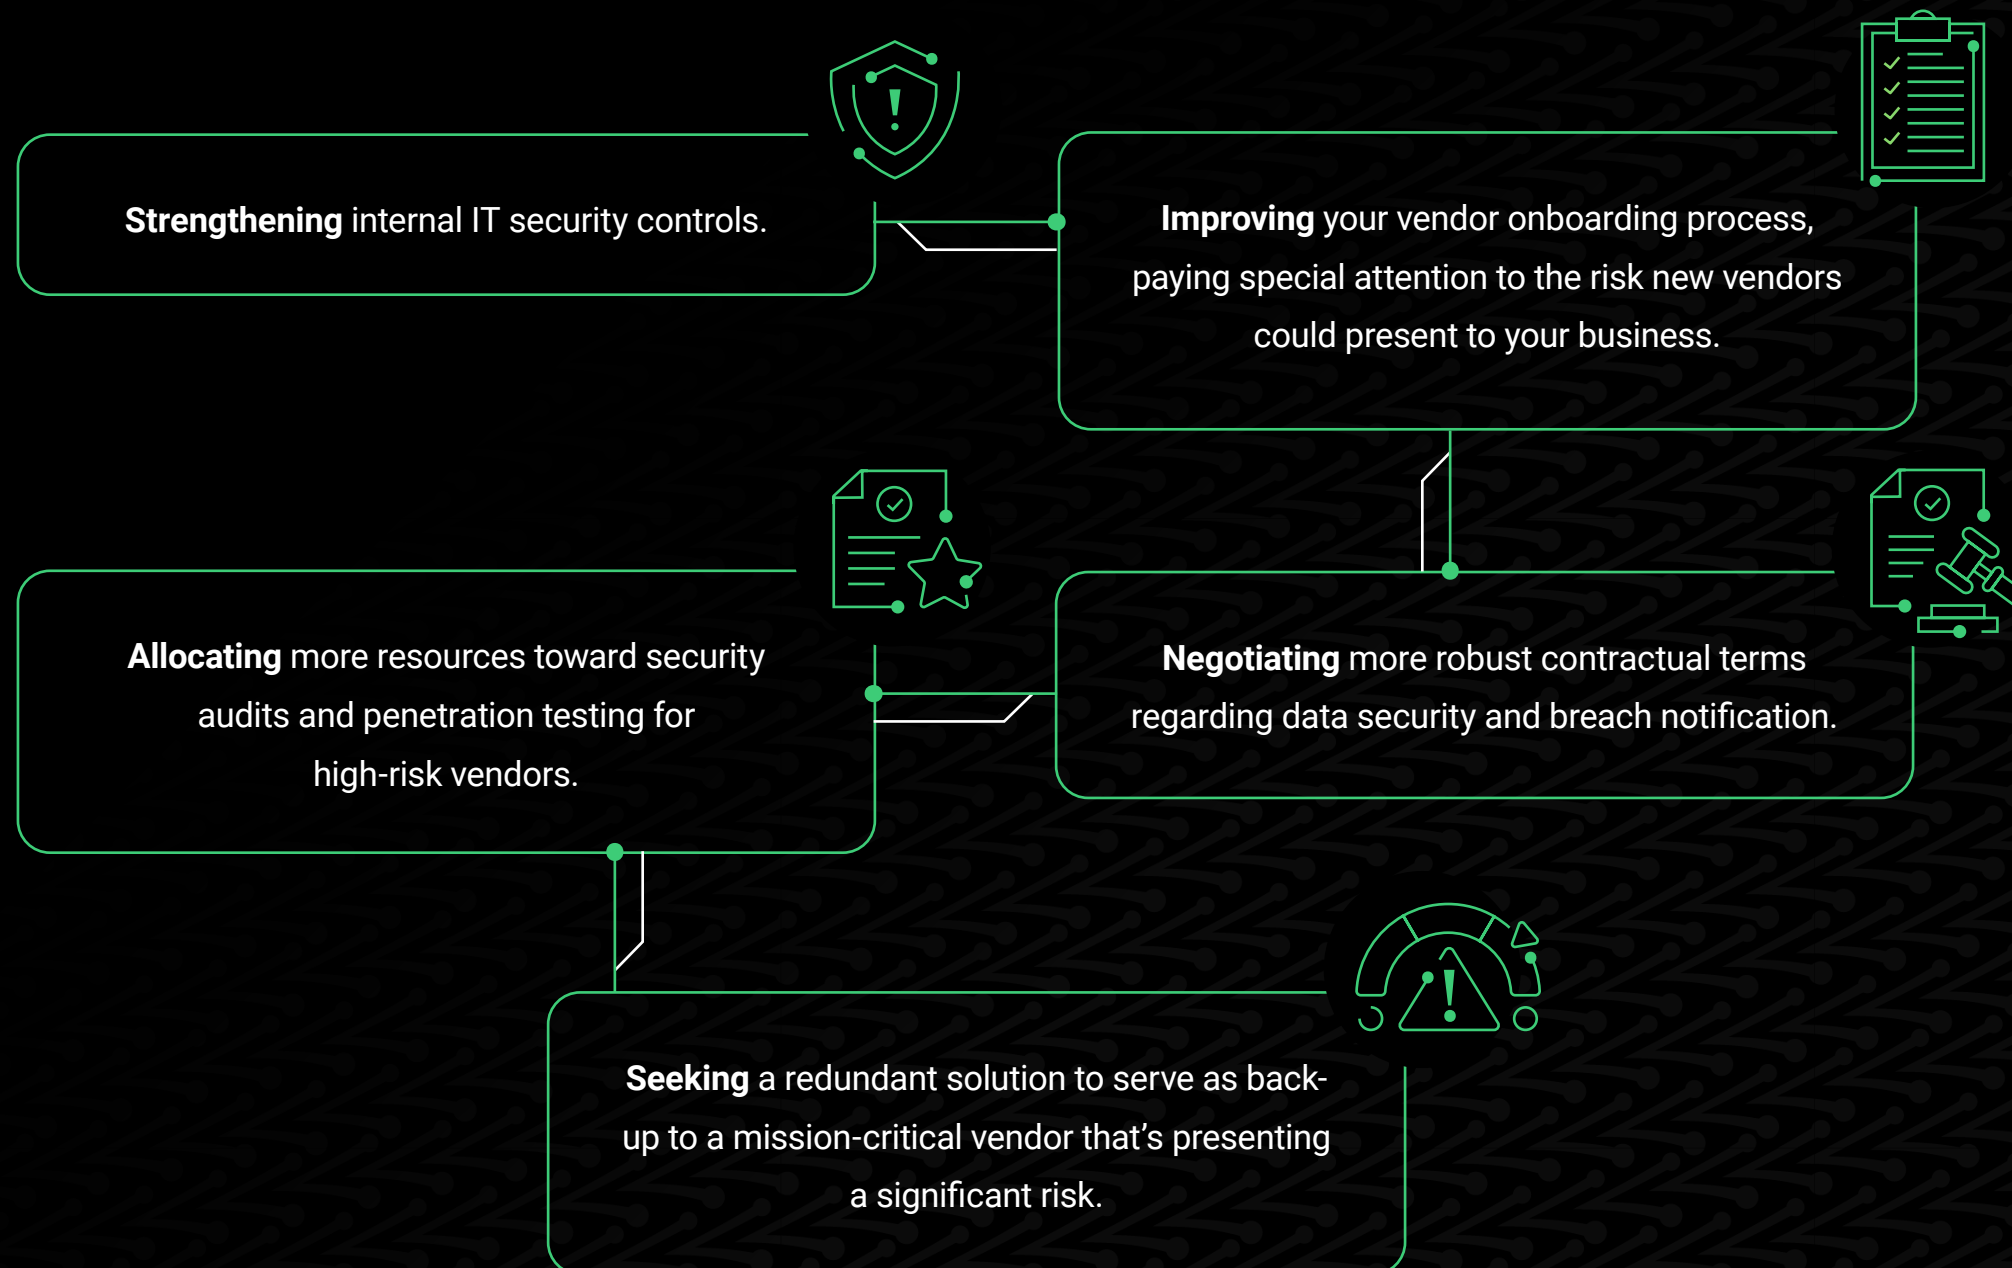 Strengthening internal IT security controls.
Improving your vendor onboarding process,
paying special attention to the risk new vendors
could present to your business.
Negotiating more robust contractual terms
regarding data security and breach notification.
Allocating more resources toward security
audits and penetration testing for
high-risk vendors.
Seeking a redundant solution to serve as back-
up to a mission-critical vendor that’s presenting
a significant risk.